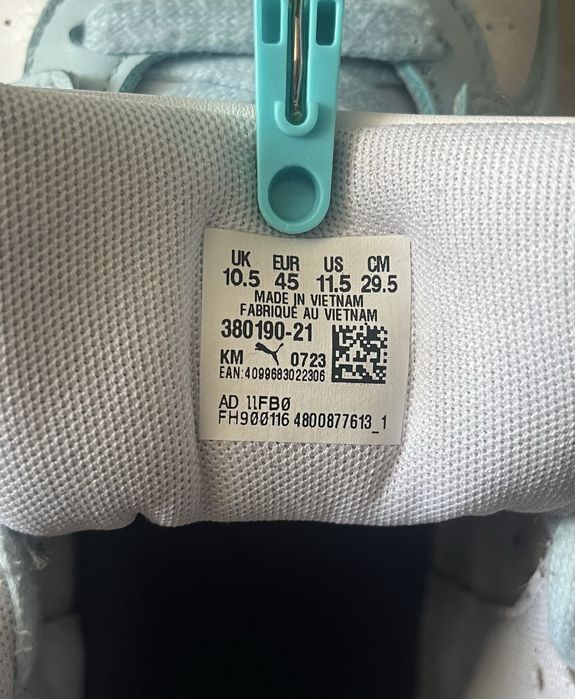 UK EUR US CM
10.5 45 11.5 29.5
MADE IN VIETNAM
FABRIQUÉ AU VIETNAM
380190-21
KM 0723
EAN:4099683022306
AD 11FB0
FH900116 4800877613_1